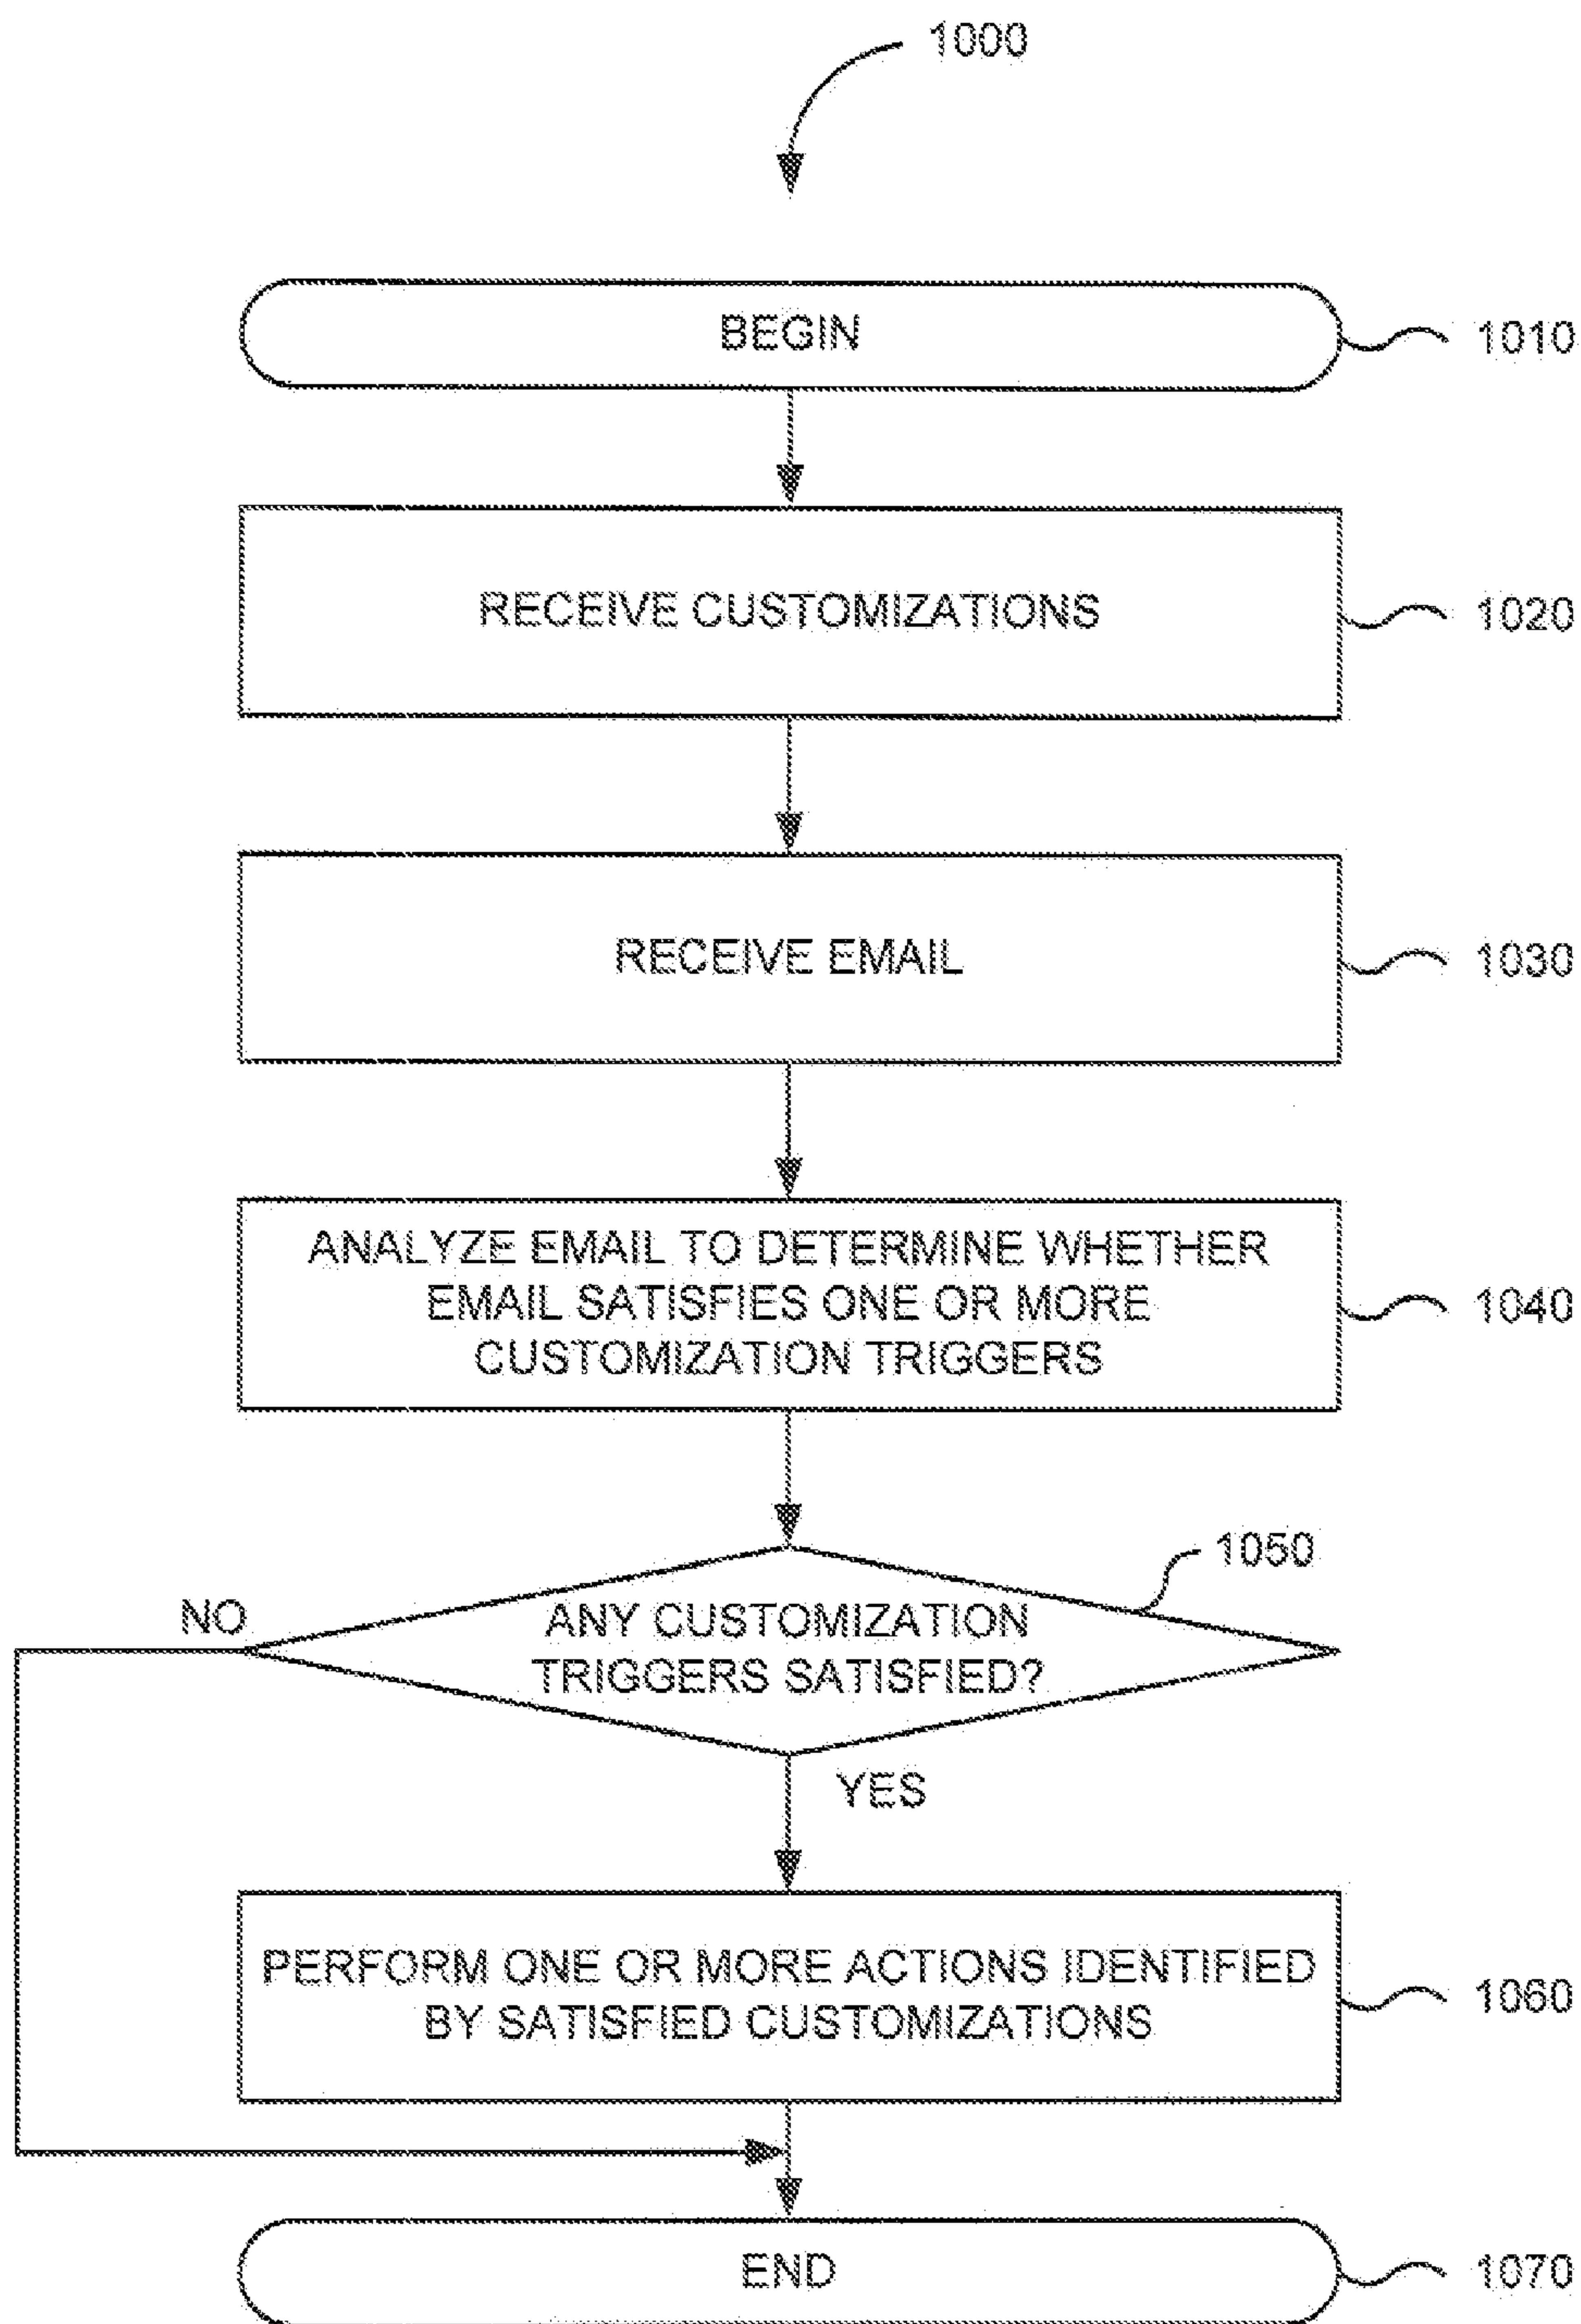 1000
BEGIN
1010
RECEIVE CUSTOMIZATIONS
1020
RECEIVE EMAIL
1030
ANALYZE EMAIL TO DETERMINE WHETHER
EMAIL SATISFIES ONE OR MORE
CUSTOMIZATION TRIGGERS
1040
1050
NO
ANY CUSTOMIZATION
TRIGGERS SATISFIED?
YES
PERFORM ONE OR MORE ACTIONS IDENTIFIED
BY SATISFIED CUSTOMIZATIONS
1060
END
1070